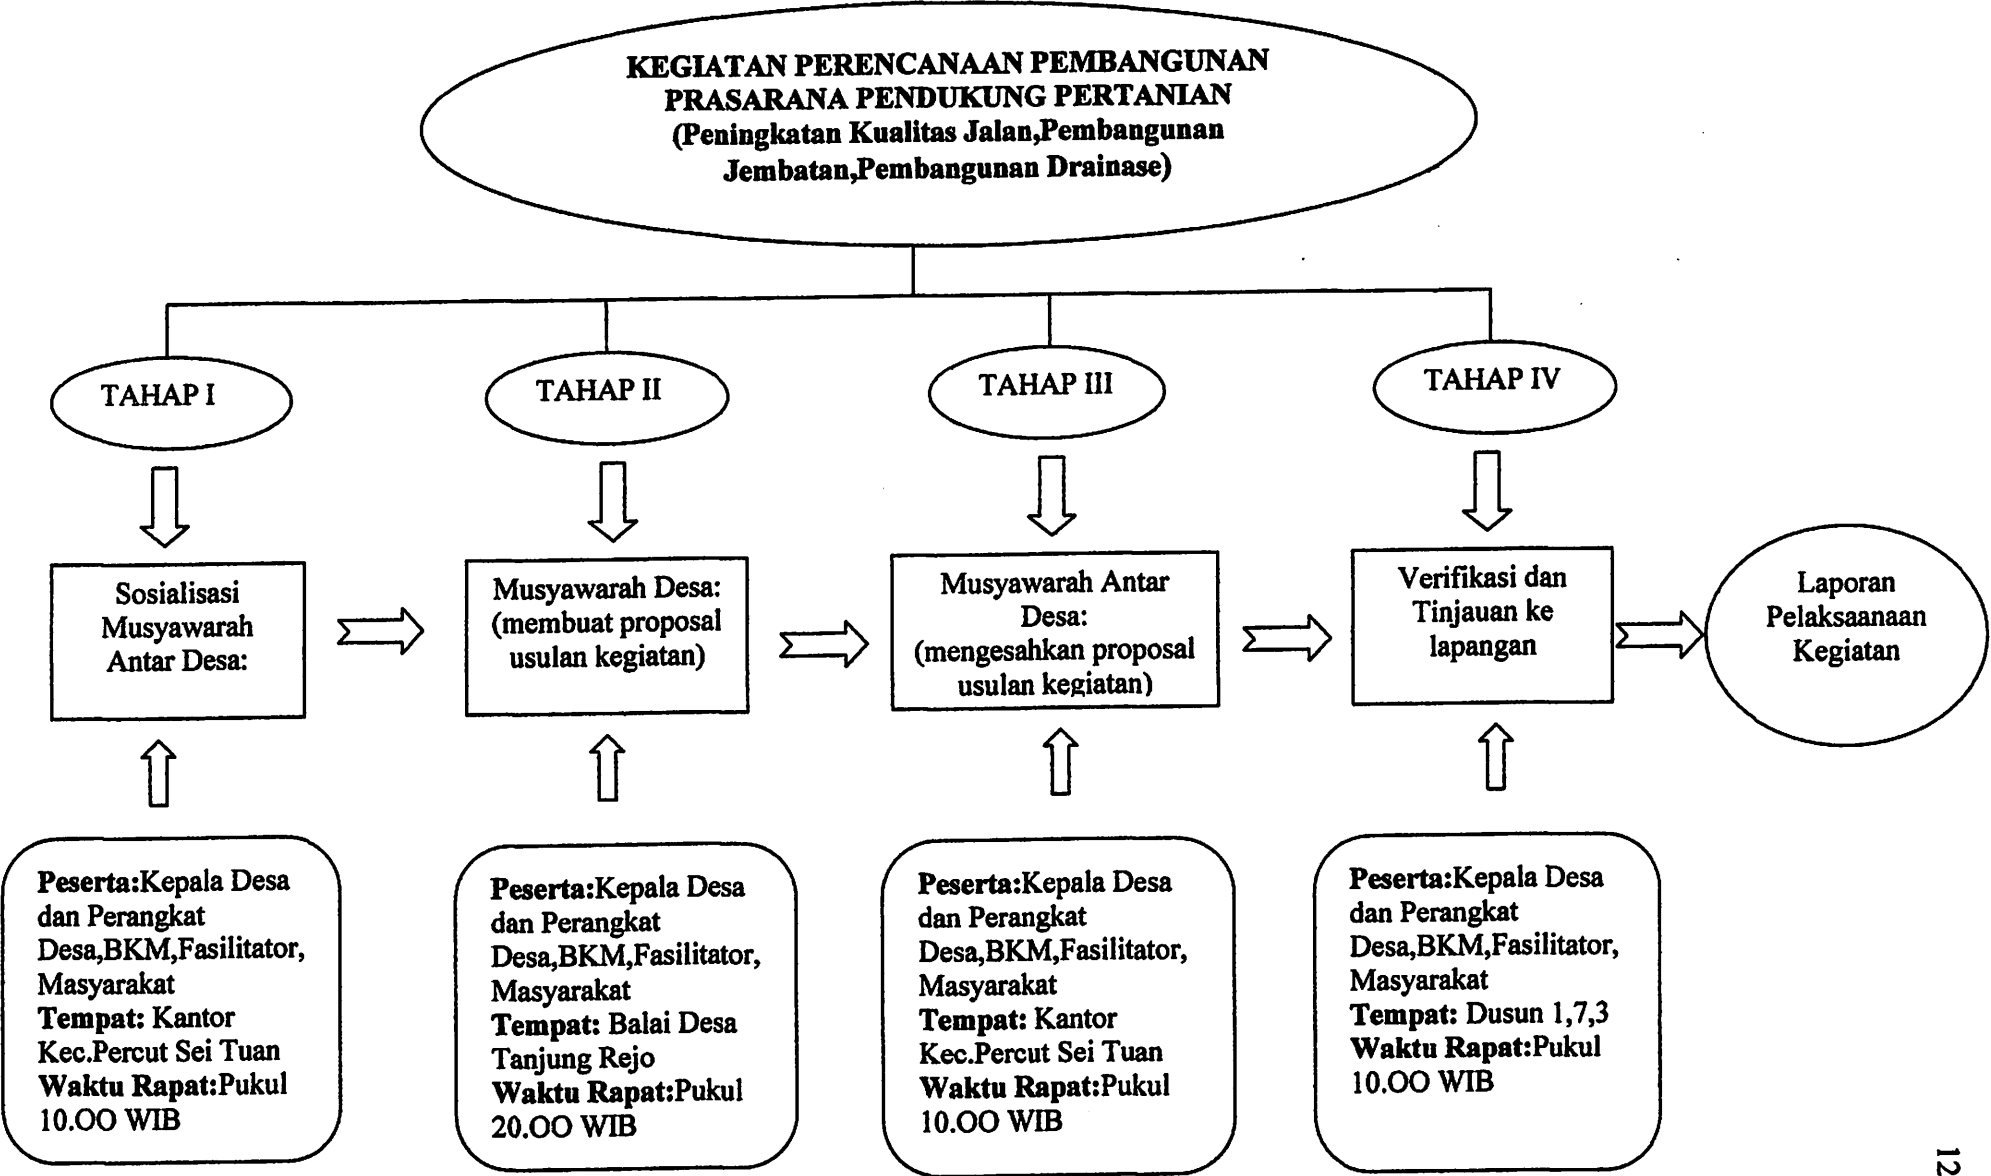 KEGIATAN PERENCANAAN PEMBANGUNAN
PRASARANA PENDUKUNG PERTANIAN
(Peningkatan Kualitas Jalan,Pembangunan
Jembatan,Pembangunan Drainase)
TAHAP I
TAHAP II
TAHAP III
TAHAP IV
Sosialisasi
Musyawarah
Antar Desa:
Musyawarah Desa:
(membuat proposal
usulan kegiatan)
Musyawarah Antar
Desa:
(mengesahkan proposal
usulan kegiatan)
Verifikasi dan
Tinjauan ke
lapangan
Laporan
Pelaksaanaan
Kegiatan
Peserta:Kepala Desa
dan Perangkat
Desa,BKM,Fasilitator,
Masyarakat
Tempat: Kantor
Kec.Percut Sei Tuan
Waktu Rapat:Pukul
10.OO WIB
Peserta:Kepala Desa
dan Perangkat
Desa,BKM,Fasilitator,
Masyarakat
Tempat: Balai Desa
Tanjung Rejo
Waktu Rapat:Pukul
20.OO WIB
Peserta:Kepala Desa
dan Perangkat
Desa,BKM,Fasilitator,
Masyarakat
Tempat: Kantor
Kec.Percut Sei Tuan
Waktu Rapat:Pukul
10.OO WIB
Peserta:Kepala Desa
dan Perangkat
Desa,BKM,Fasilitator,
Masyarakat
Tempat: Dusun 1,7,3
Waktu Rapat:Pukul
10.OO WIB
12